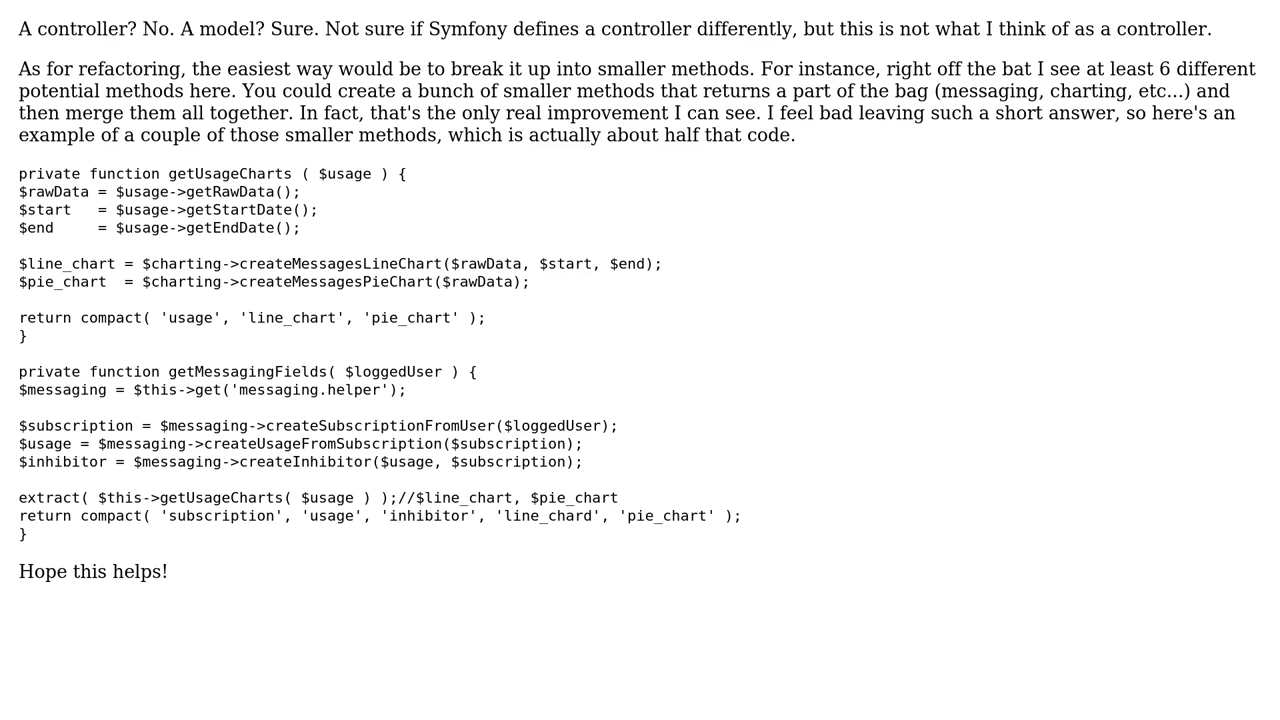 A controller? No. A model? Sure. Not sure if Symfony defines a controller differently, but this is not what I think of as a controller.
As for refactoring, the easiest way would be to break it up into smaller methods. For instance, right off the bat I see at least 6 different
potential methods here. You could create a bunch of smaller methods that returns a part of the bag (messaging, charting, etc...) and
then merge them all together. In fact, that's the only real improvement I can see. I feel bad leaving such a short answer, so here's an
example of a couple of those smaller methods, which is actually about half that code.
private function getUsageCharts ( $usage ) {
$rawData = $usage->getRawData();
$start   = $usage->getStartDate();
$end     = $usage->getEndDate();
$line_chart = $charting->createMessagesLineChart($rawData, $start, $end);
$pie_chart  = $charting->createMessagesPieChart($rawData);
return compact( 'usage', 'line_chart', 'pie_chart' );
}
private function getMessagingFields( $loggedUser ) {
$messaging = $this->get('messaging.helper');
$subscription = $messaging->createSubscriptionFromUser($loggedUser);
$usage = $messaging->createUsageFromSubscription($subscription);
$inhibitor = $messaging->createInhibitor($usage, $subscription);
extract( $this->getUsageCharts( $usage ) );//$line_chart, $pie_chart
return compact( 'subscription', 'usage', 'inhibitor', 'line_chard', 'pie_chart' );
}
Hope this helps!